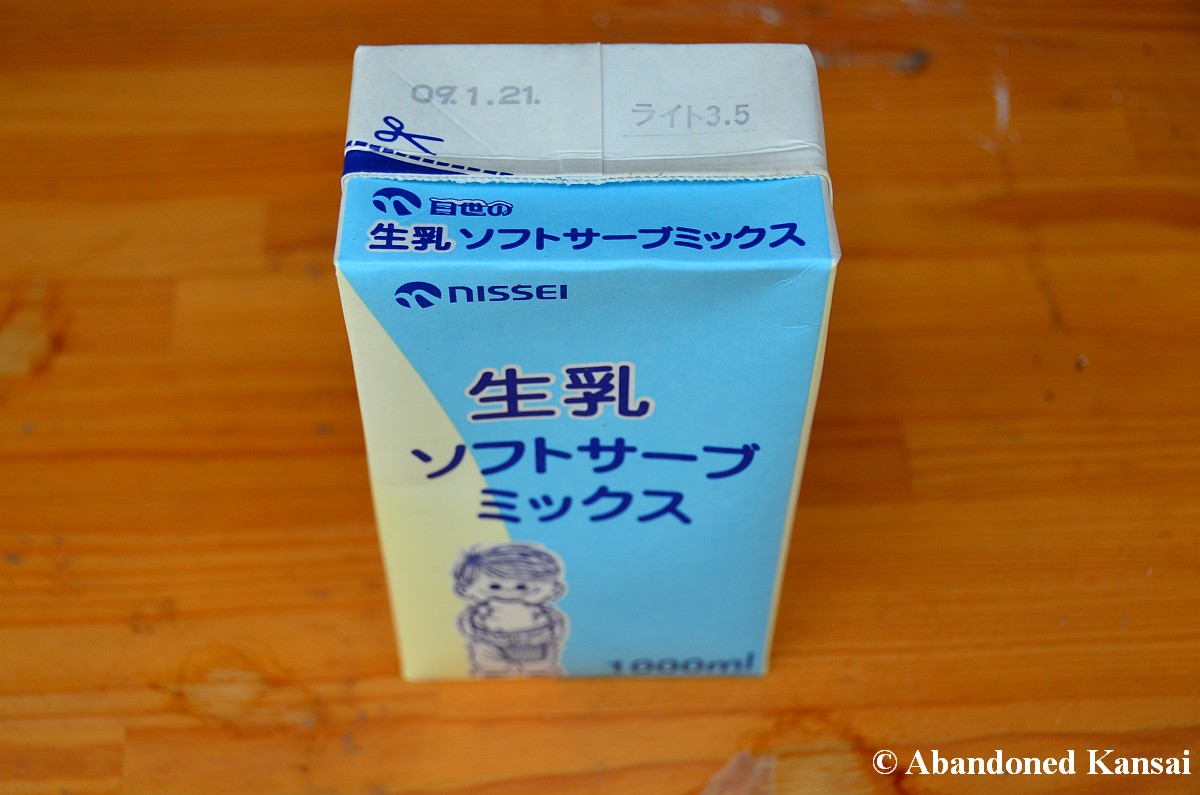 09.1.21.
ライト3.5
日世の
生乳 ソフトサーブミックス
NISSEI
生乳
ソフトサーブ
ミックス
1000ml
© Abandoned Kansai